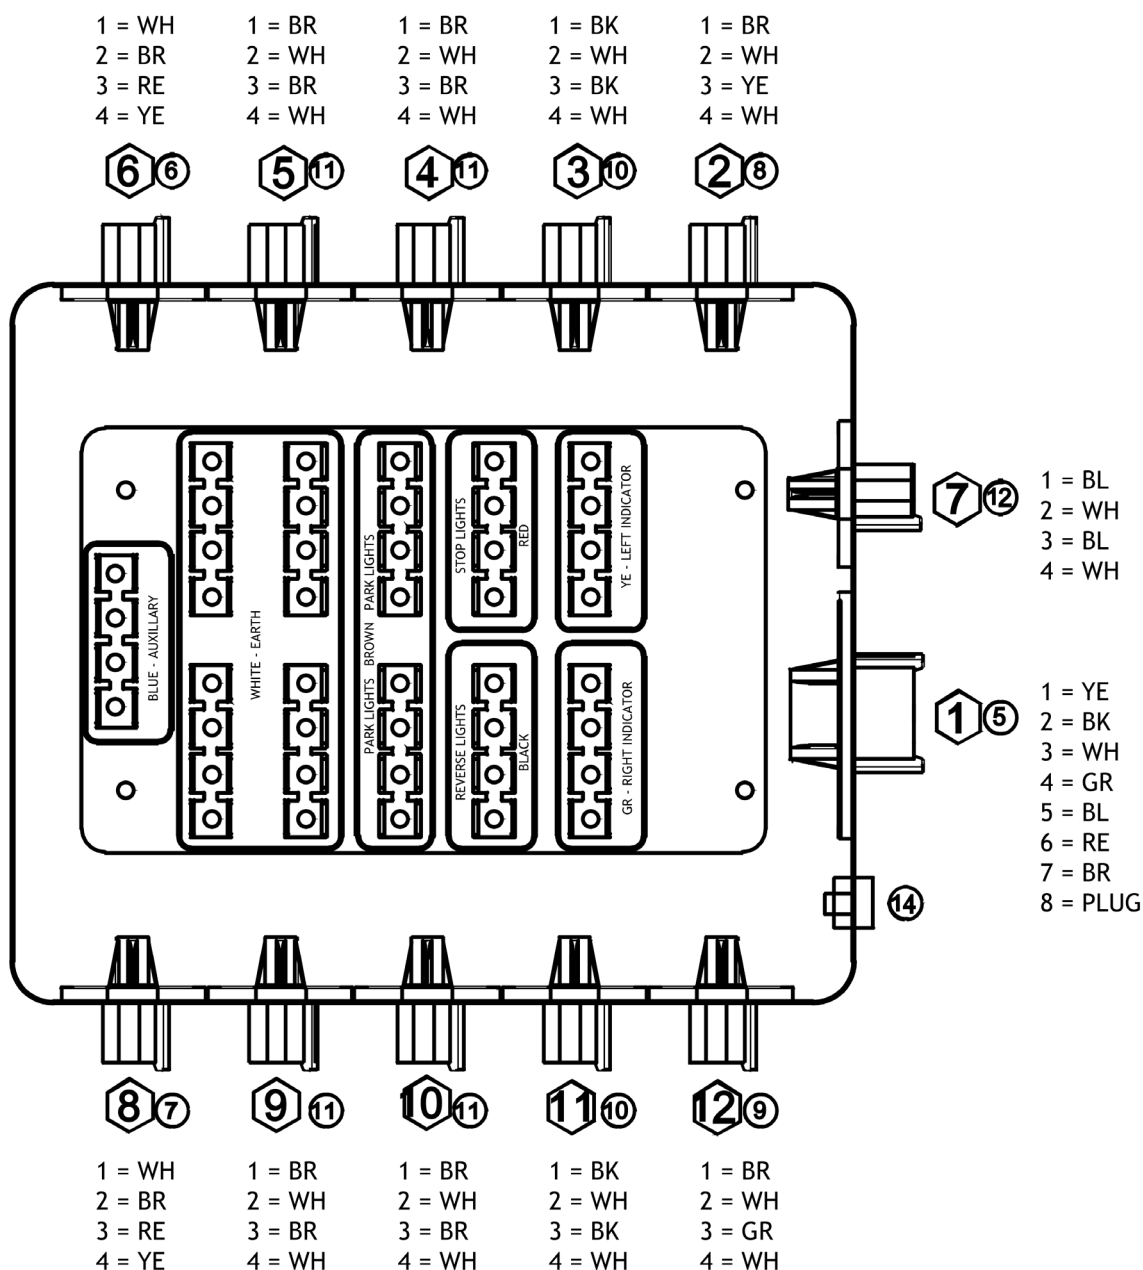 1 = WH
2 = BR
3 = RE
4 = YE
1 = BR
2 = WH
3 = BR
4 = WH
1 = BR
2 = WH
3 = BR
4 = WH
1 = BK
2 = WH
3 = BK
4 = WH
1 = BR
2 = WH
3 = YE
4 = WH
6 6
5 11
4 11
3 10
2 8
BLUE - AUXILLARY
WHITE - EARTH
PARK LIGHTS BROWN PARK LIGHTS
STOP LIGHTS
RED
YE - LEFT INDICATOR
REVERSE LIGHTS
BLACK
GR - RIGHT INDICATOR
7 12
1 = BL
2 = WH
3 = BL
4 = WH
1 5
1 = YE
2 = BK
3 = WH
4 = GR
5 = BL
6 = RE
7 = BR
8 = PLUG
14
8 7
9 11
10 11
11 10
12 9
1 = WH
2 = BR
3 = RE
4 = YE
1 = BR
2 = WH
3 = BR
4 = WH
1 = BR
2 = WH
3 = BR
4 = WH
1 = BK
2 = WH
3 = BK
4 = WH
1 = BR
2 = WH
3 = GR
4 = WH